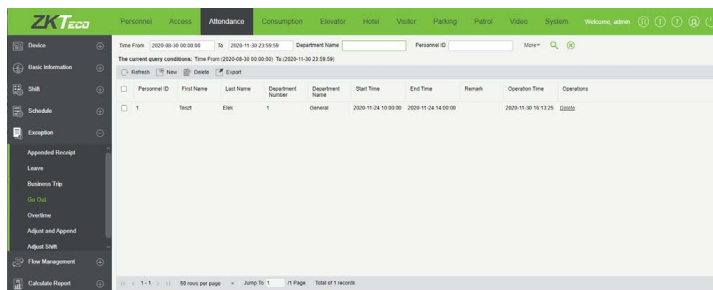 ZKTeco
Personnel Access Attendance Consumption Elevator Hotel Visitor Parking Patrol Video System Welcome, admin
Device
Basic Information
Shift
Schedule
Exception
Appended Receipt
Leave
Business Trip
Go Out
Overtime
Adjust and Append
Adjust Shift
Flow Management
Calculate Report
Time From 2020-08-30 00:00:00 To 2020-11-30 23:59:59 Department Name Personnel ID More
The current query conditions: Time From:(2020-08-30 00:00:00) To:(2020-11-30 23:59:59)
Refresh New Delete Export
Personnel ID First Name Last Name Department Number Department Name Start Time End Time Remark Operation Time Operations
1 Teszt Elek 1 General 2020-11-24 10:00:00 2020-11-24 14:00:00 2020-11-30 16:13:25 Delete
1-1 50 rows per page Jump To 1 /1 Page Total of 1 records